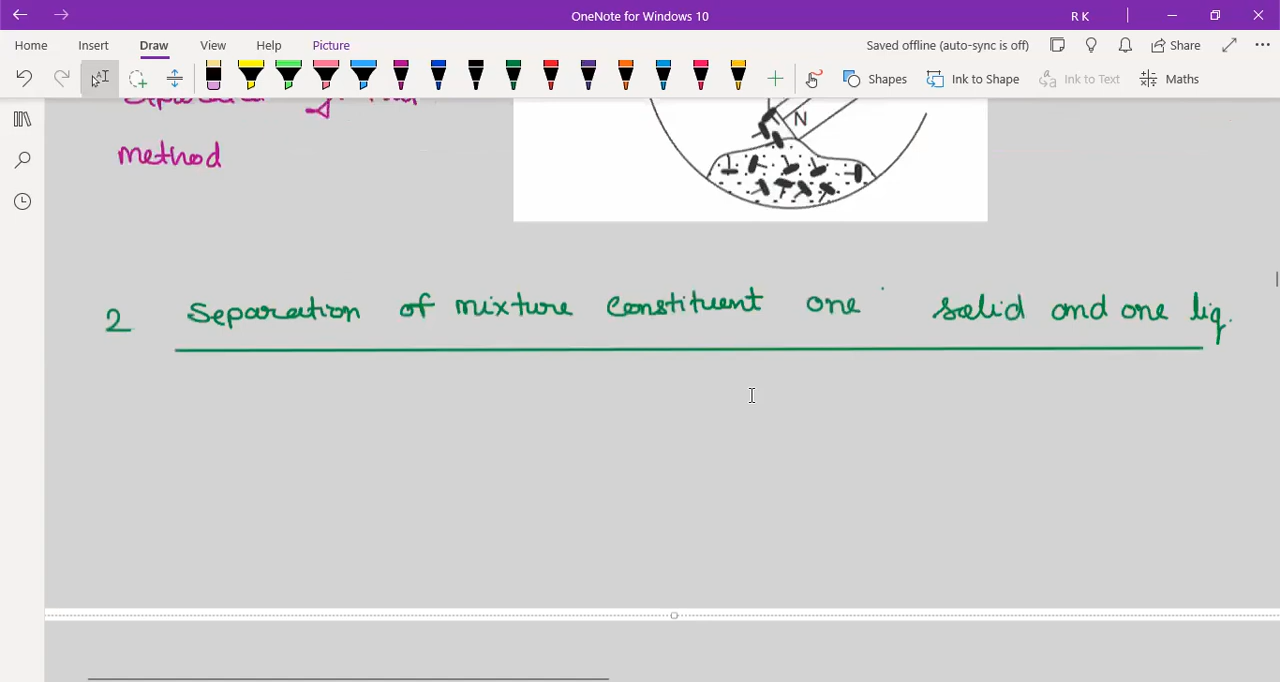 OneNote for Windows 10
R K
Home Insert Draw View Help Picture
Saved offline (auto-sync is off) Share
Shapes Ink to Shape Ink to Text Maths
N
method
2 Separation of mixture constituent one solid and one liq.